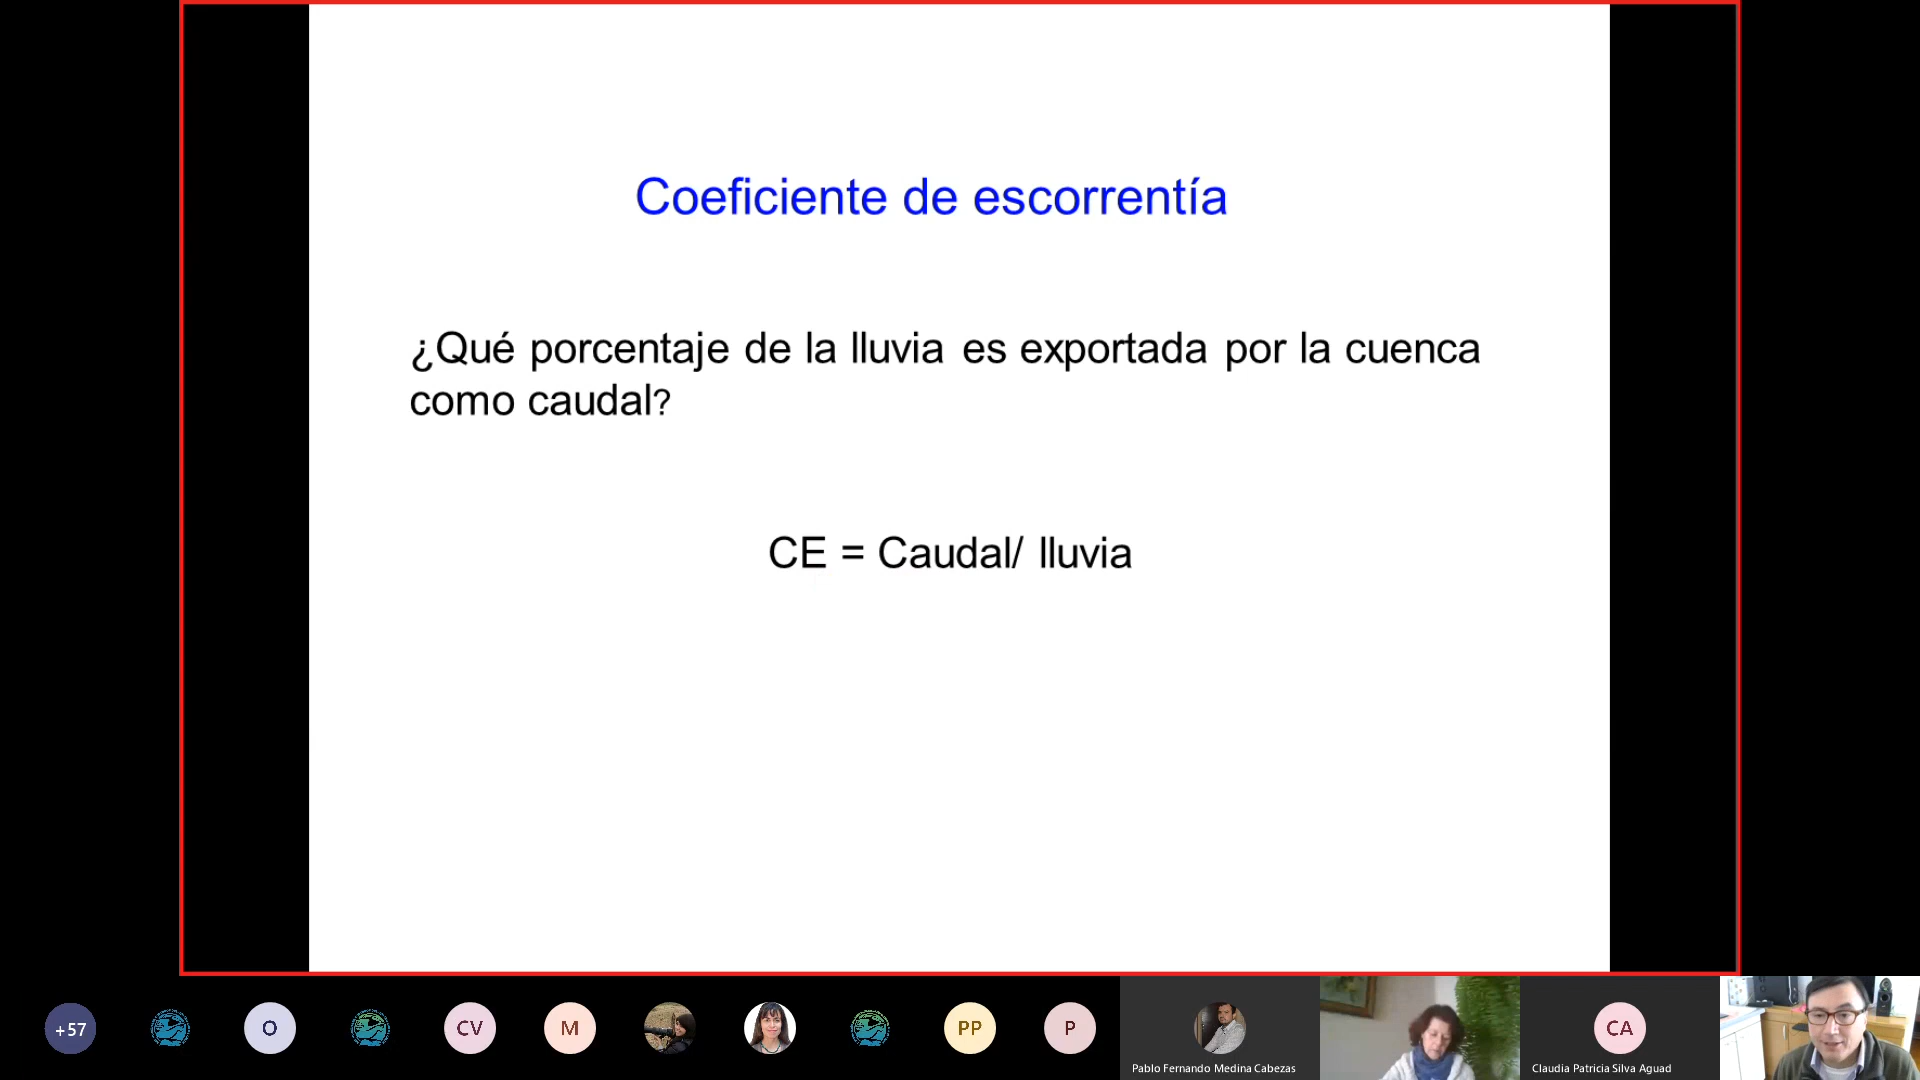 Coeficiente de escorrentía
¿Qué porcentaje de la lluvia es exportada por la cuenca
como caudal?
CE = Caudal/ lluvia
+57
O
CV
M
PP
P
Pablo Fernando Medina Cabezas
CA
Claudia Patricia Silva Aguad